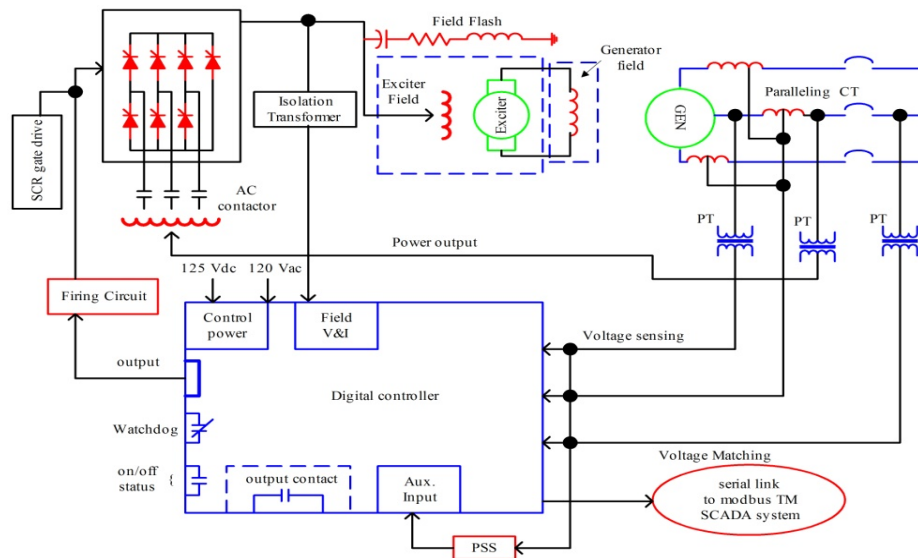 Field Flash
Generator
field
Exciter
Field
Exciter
Isolation
Transformer
SCR gate drive
AC
contactor
GEN
Paralleling CT
PT
PT
PT
Power output
125 Vdc
120 Vac
Firing Circuit
Control
power
Field
V&I
Voltage sensing
output
Digital controller
Watchdog
on/off
status
output contact
Aux.
Input
Voltage Matching
serial link
to modbus TM
SCADA system
PSS